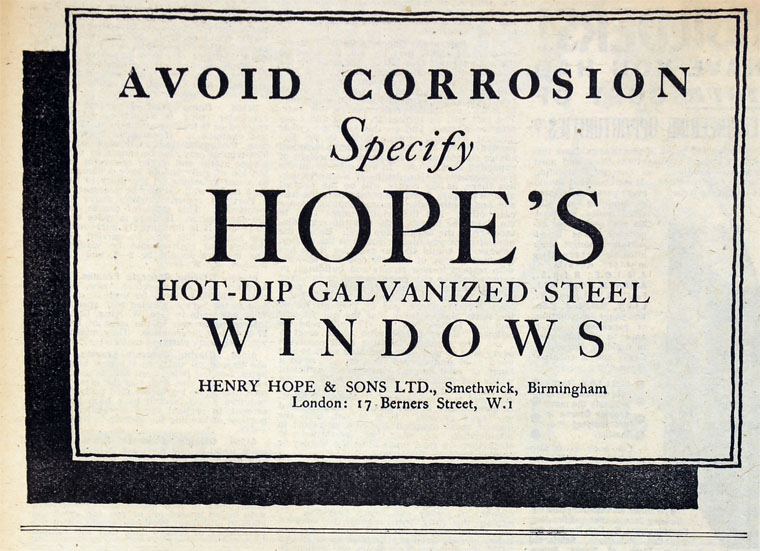 AVOID CORROSION
Specify
HOPE'S
HOT-DIP GALVANIZED STEEL
WINDOWS
HENRY HOPE & SONS LTD., Smethwick, Birmingham
London: 17 Berners Street, W.1